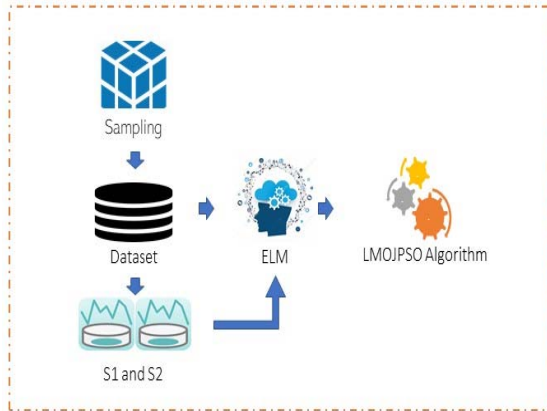 Sampling
Dataset
ELM
LMOJPSO Algorithm
S1 and S2